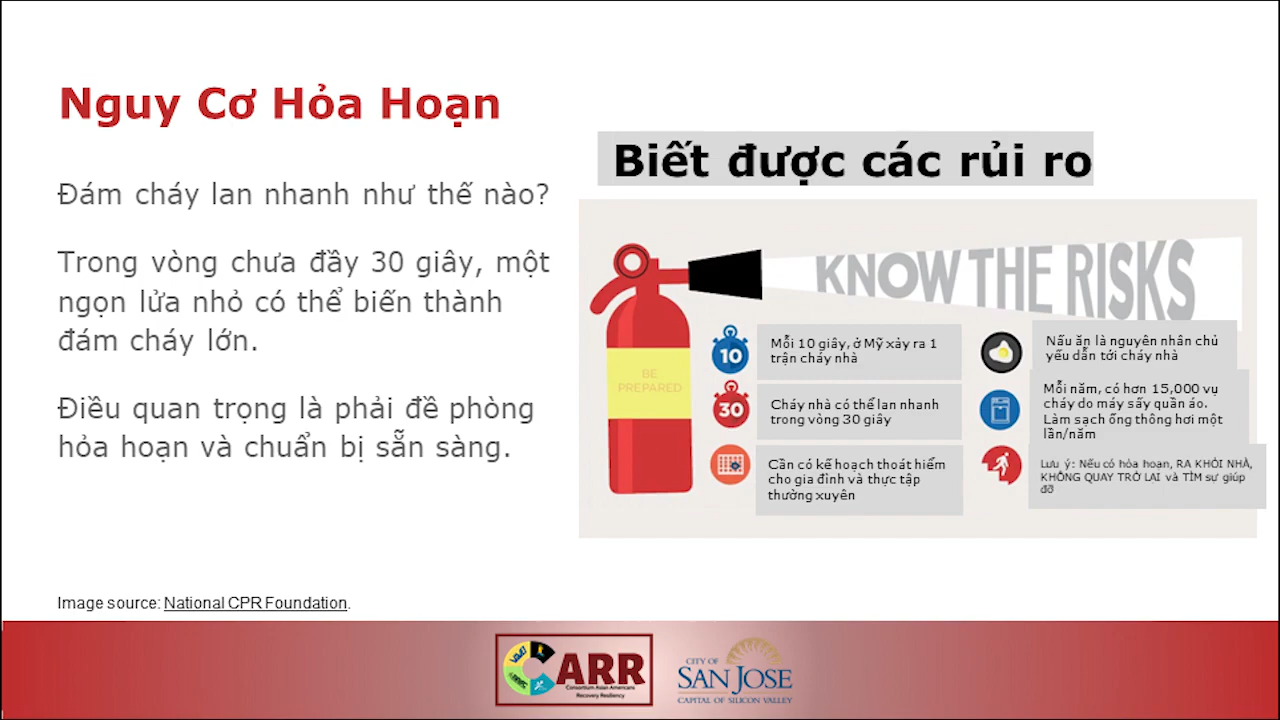 Nguy Cơ Hỏa Hoạn
Đám cháy lan nhanh như thế nào?
Trong vòng chưa đầy 30 giây, một
ngọn lửa nhỏ có thể biến thành
đám cháy lớn.
Điều quan trọng là phải đề phòng
hỏa hoạn và chuẩn bị sẵn sàng.
Biết được các rủi ro
KNOW THE RISKS
BE
PREPARED
10
Mỗi 10 giây, ở Mỹ xảy ra 1
trận cháy nhà
30
Cháy nhà có thể lan nhanh
trong vòng 30 giây
Cần có kế hoạch thoát hiểm
cho gia đình và thực tập
thường xuyên
Nấu ăn là nguyên nhân chủ
yếu dẫn tới cháy nhà
Mỗi năm, có hơn 15,000 vụ
cháy do máy sấy quần áo.
Làm sạch ống thông hơi một
lần/năm
Lưu ý: Nếu có hỏa hoạn, RA KHỎI NHÀ,
KHÔNG QUAY TRỞ LẠI và TÌM sự giúp
đỡ
Image source: National CPR Foundation.
CARR
Consortium Asian Americans
Recovery Resiliency
CITY OF
SAN JOSE
CAPITAL OF SILICON VALLEY